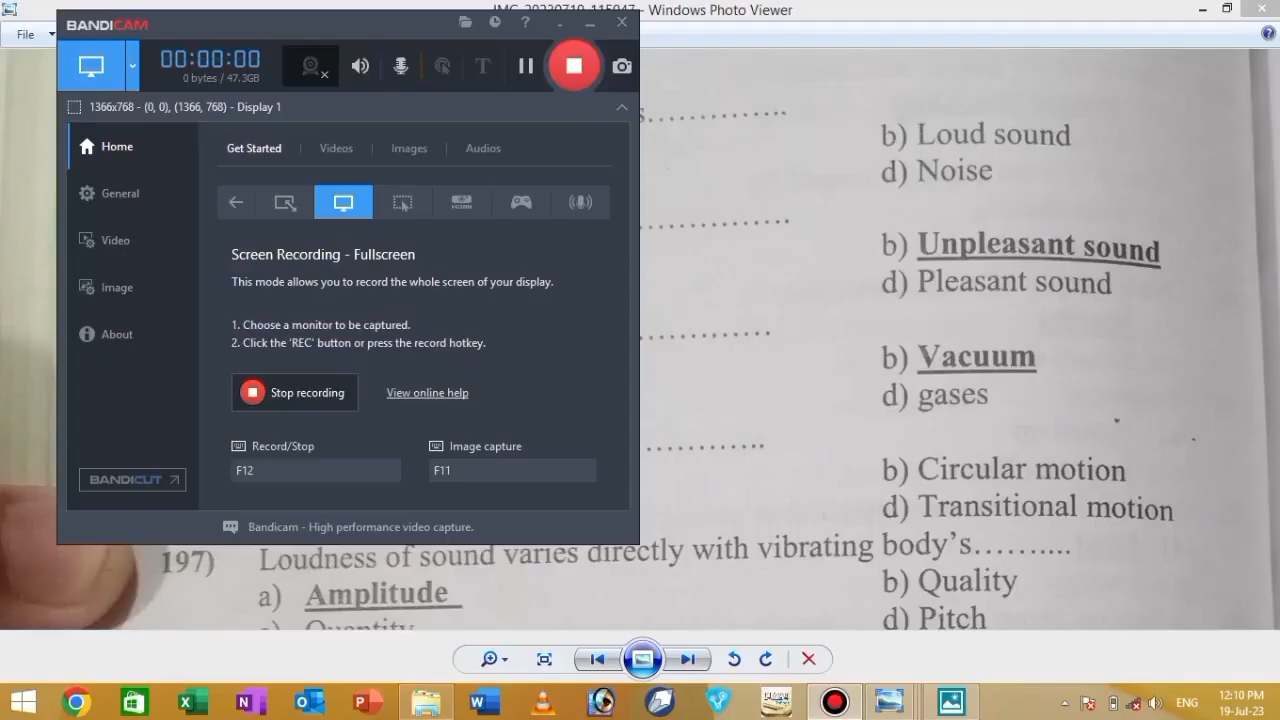 IMG_20230719_115947 - Windows Photo Viewer
File
BANDICAM
00:00:00
0 bytes / 47.3GB
1366x768 - (0, 0), (1366, 768) - Display 1
Home
General
Video
Image
About
BANDICUT
Get Started
Videos
Images
Audios
Screen Recording - Fullscreen
This mode allows you to record the whole screen of your display.
1. Choose a monitor to be captured.
2. Click the 'REC' button or press the record hotkey.
Stop recording
View online help
Record/Stop
Image capture
F12
F11
Bandicam - High performance video capture.
b) Loud sound
d) Noise
b) Unpleasant sound
d) Pleasant sound
b) Vacuum
d) gases
b) Circular motion
d) Transitional motion
197) Loudness of sound varies directly with vibrating body's............
a) Amplitude
b) Quality
Quantity
d) Pitch
ENG
12:10 PM
19-Jul-23